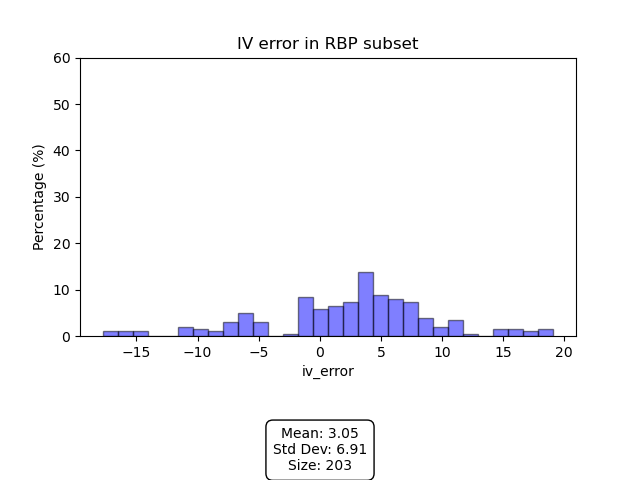 IV error in RBP subset
60
50
40
30
20
10
0
Percentage (%)
−15
−10
−5
0
5
10
15
20
iv_error
Mean: 3.05
Std Dev: 6.91
Size: 203